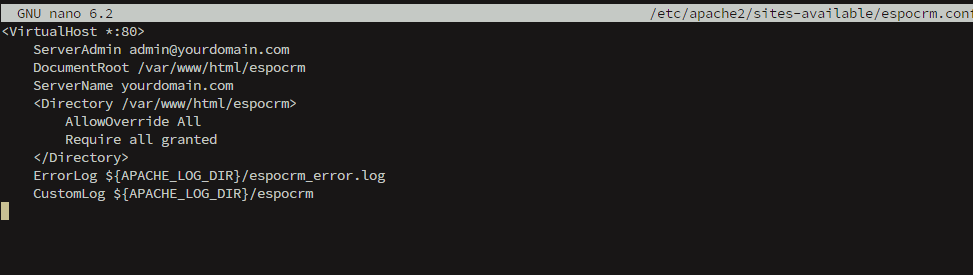 GNU nano 6.2 /etc/apache2/sites-available/espocrm.conf
<VirtualHost *:80>
    ServerAdmin admin@yourdomain.com
    DocumentRoot /var/www/html/espocrm
    ServerName yourdomain.com
    <Directory /var/www/html/espocrm>
        AllowOverride All
        Require all granted
    </Directory>
    ErrorLog ${APACHE_LOG_DIR}/espocrm_error.log
    CustomLog ${APACHE_LOG_DIR}/espocrm